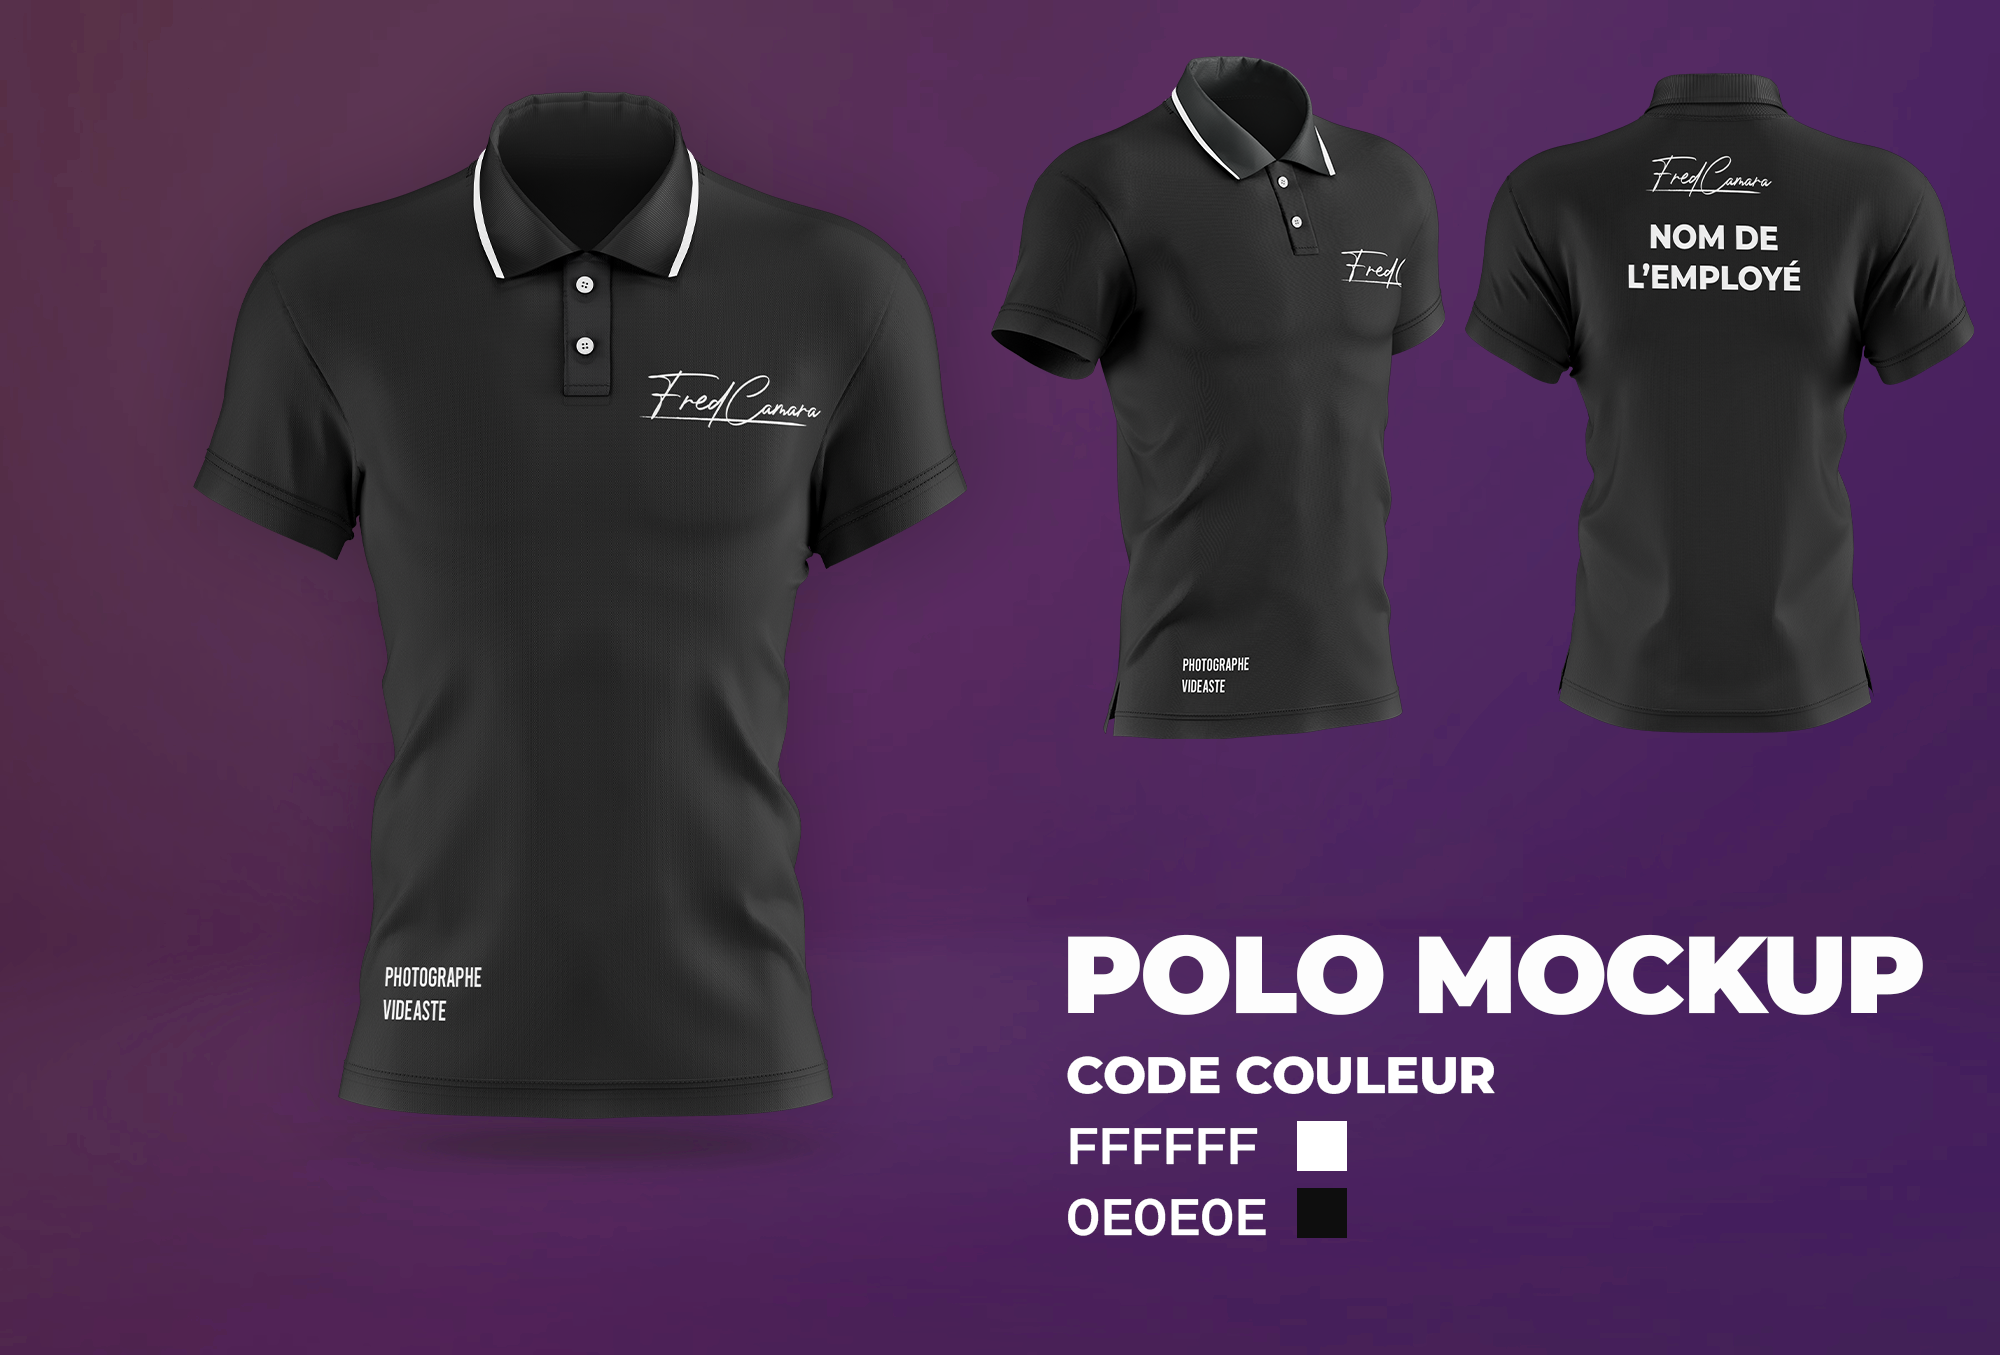 Fred Camara
PHOTOGRAPHE
VIDEASTE
Fred C
PHOTOGRAPHE
VIDEASTE
Fred Camara
NOM DE
L'EMPLOYÉ
POLO MOCKUP
CODE COULEUR
FFFFFF
0E0E0E